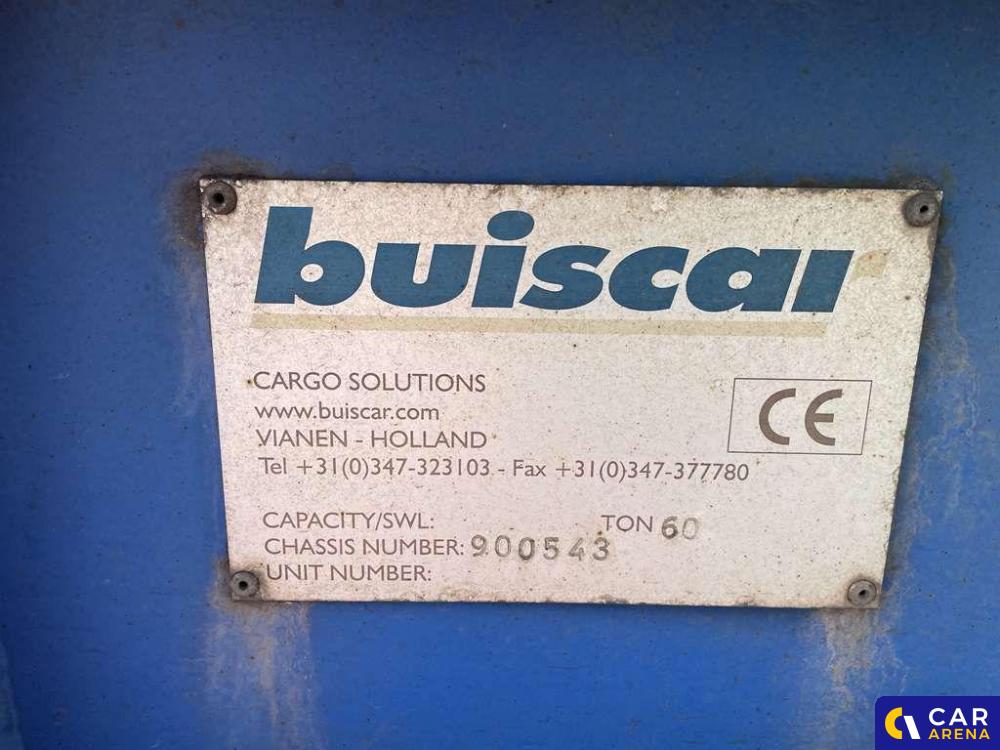 buiscar
CARGO SOLUTIONS
www.buiscar.com
VIANEN - HOLLAND
Tel +31(0)347-323103 - Fax +31(0)347-377780
CE
CAPACITY/SWL: TON 60
CHASSIS NUMBER: 900543
UNIT NUMBER:
CAR
ARENA